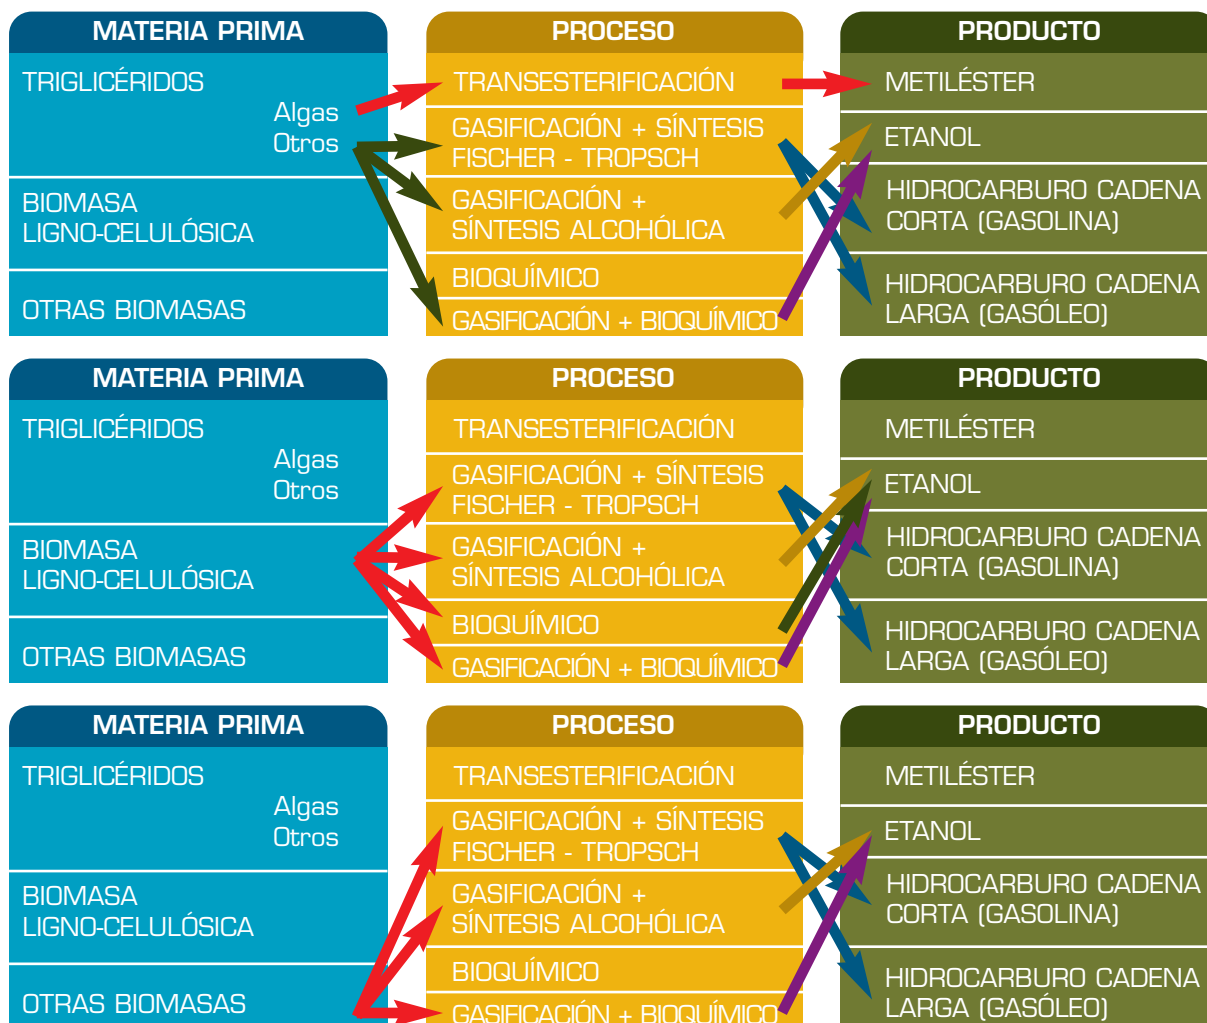 MATERIA PRIMA
TRIGLICÉRIDOS
Algas
Otros
BIOMASA
LIGNO-CELULÓSICA
OTRAS BIOMASAS
PROCESO
TRANSESTERIFICACIÓN
GASIFICACIÓN + SÍNTESIS
FISCHER - TROPSCH
GASIFICACIÓN +
SÍNTESIS ALCOHÓLICA
BIOQUÍMICO
GASIFICACIÓN + BIOQUÍMICO
PRODUCTO
METILÉSTER
ETANOL
HIDROCARBURO CADENA
CORTA (GASOLINA)
HIDROCARBURO CADENA
LARGA (GASÓLEO)
MATERIA PRIMA
TRIGLICÉRIDOS
Algas
Otros
BIOMASA
LIGNO-CELULÓSICA
OTRAS BIOMASAS
PROCESO
TRANSESTERIFICACIÓN
GASIFICACIÓN + SÍNTESIS
FISCHER - TROPSCH
GASIFICACIÓN +
SÍNTESIS ALCOHÓLICA
BIOQUÍMICO
GASIFICACIÓN + BIOQUÍMICO
PRODUCTO
METILÉSTER
ETANOL
HIDROCARBURO CADENA
CORTA (GASOLINA)
HIDROCARBURO CADENA
LARGA (GASÓLEO)
MATERIA PRIMA
TRIGLICÉRIDOS
Algas
Otros
BIOMASA
LIGNO-CELULÓSICA
OTRAS BIOMASAS
PROCESO
TRANSESTERIFICACIÓN
GASIFICACIÓN + SÍNTESIS
FISCHER - TROPSCH
GASIFICACIÓN +
SÍNTESIS ALCOHÓLICA
BIOQUÍMICO
GASIFICACIÓN + BIOQUÍMICO
PRODUCTO
METILÉSTER
ETANOL
HIDROCARBURO CADENA
CORTA (GASOLINA)
HIDROCARBURO CADENA
LARGA (GASÓLEO)